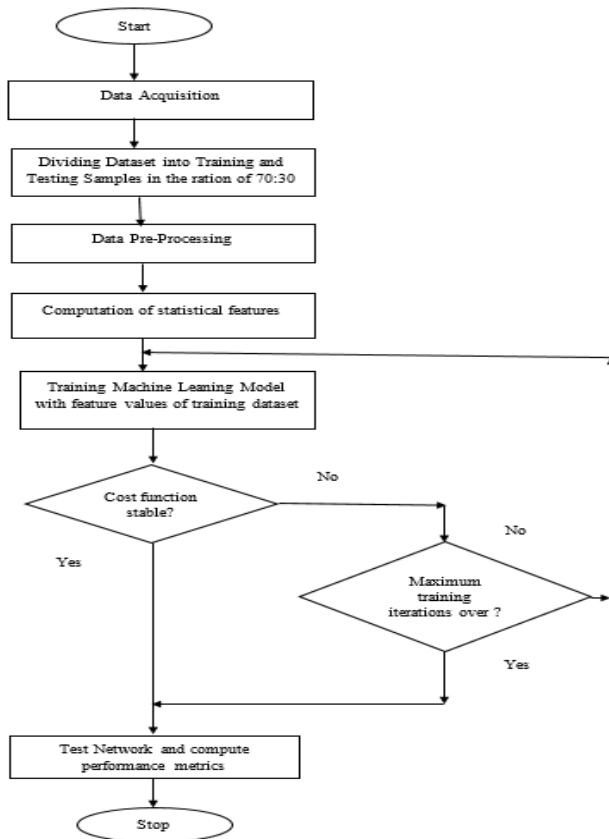 Start
Data Acquisition
Dividing Dataset into Training and
Testing Samples in the ration of 70:30
Data Pre-Processing
Computation of statistical features
Training Machine Leaning Model
with feature values of training dataset
No
Cost function
stable?
No
Yes
Maximum
training
iterations over ?
Yes
Test Network and compute
performance metrics
Stop